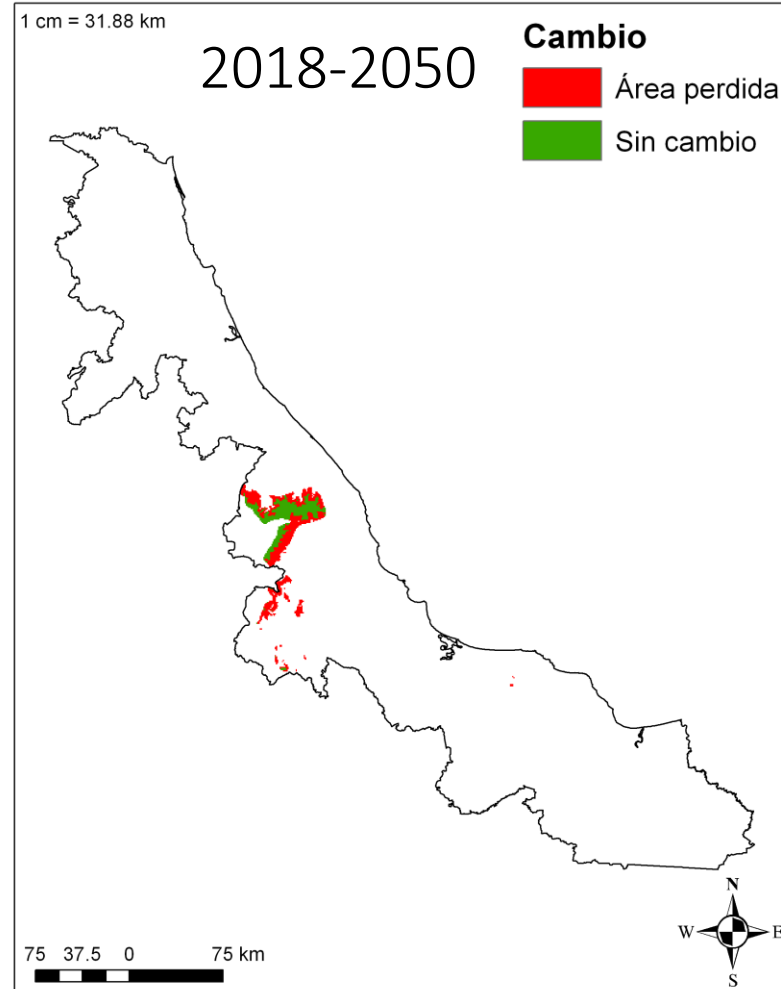 1 cm = 31.88 km
2018-2050
Cambio
Área perdida
Sin cambio
N
W
E
S
75 37.5 0 75 km